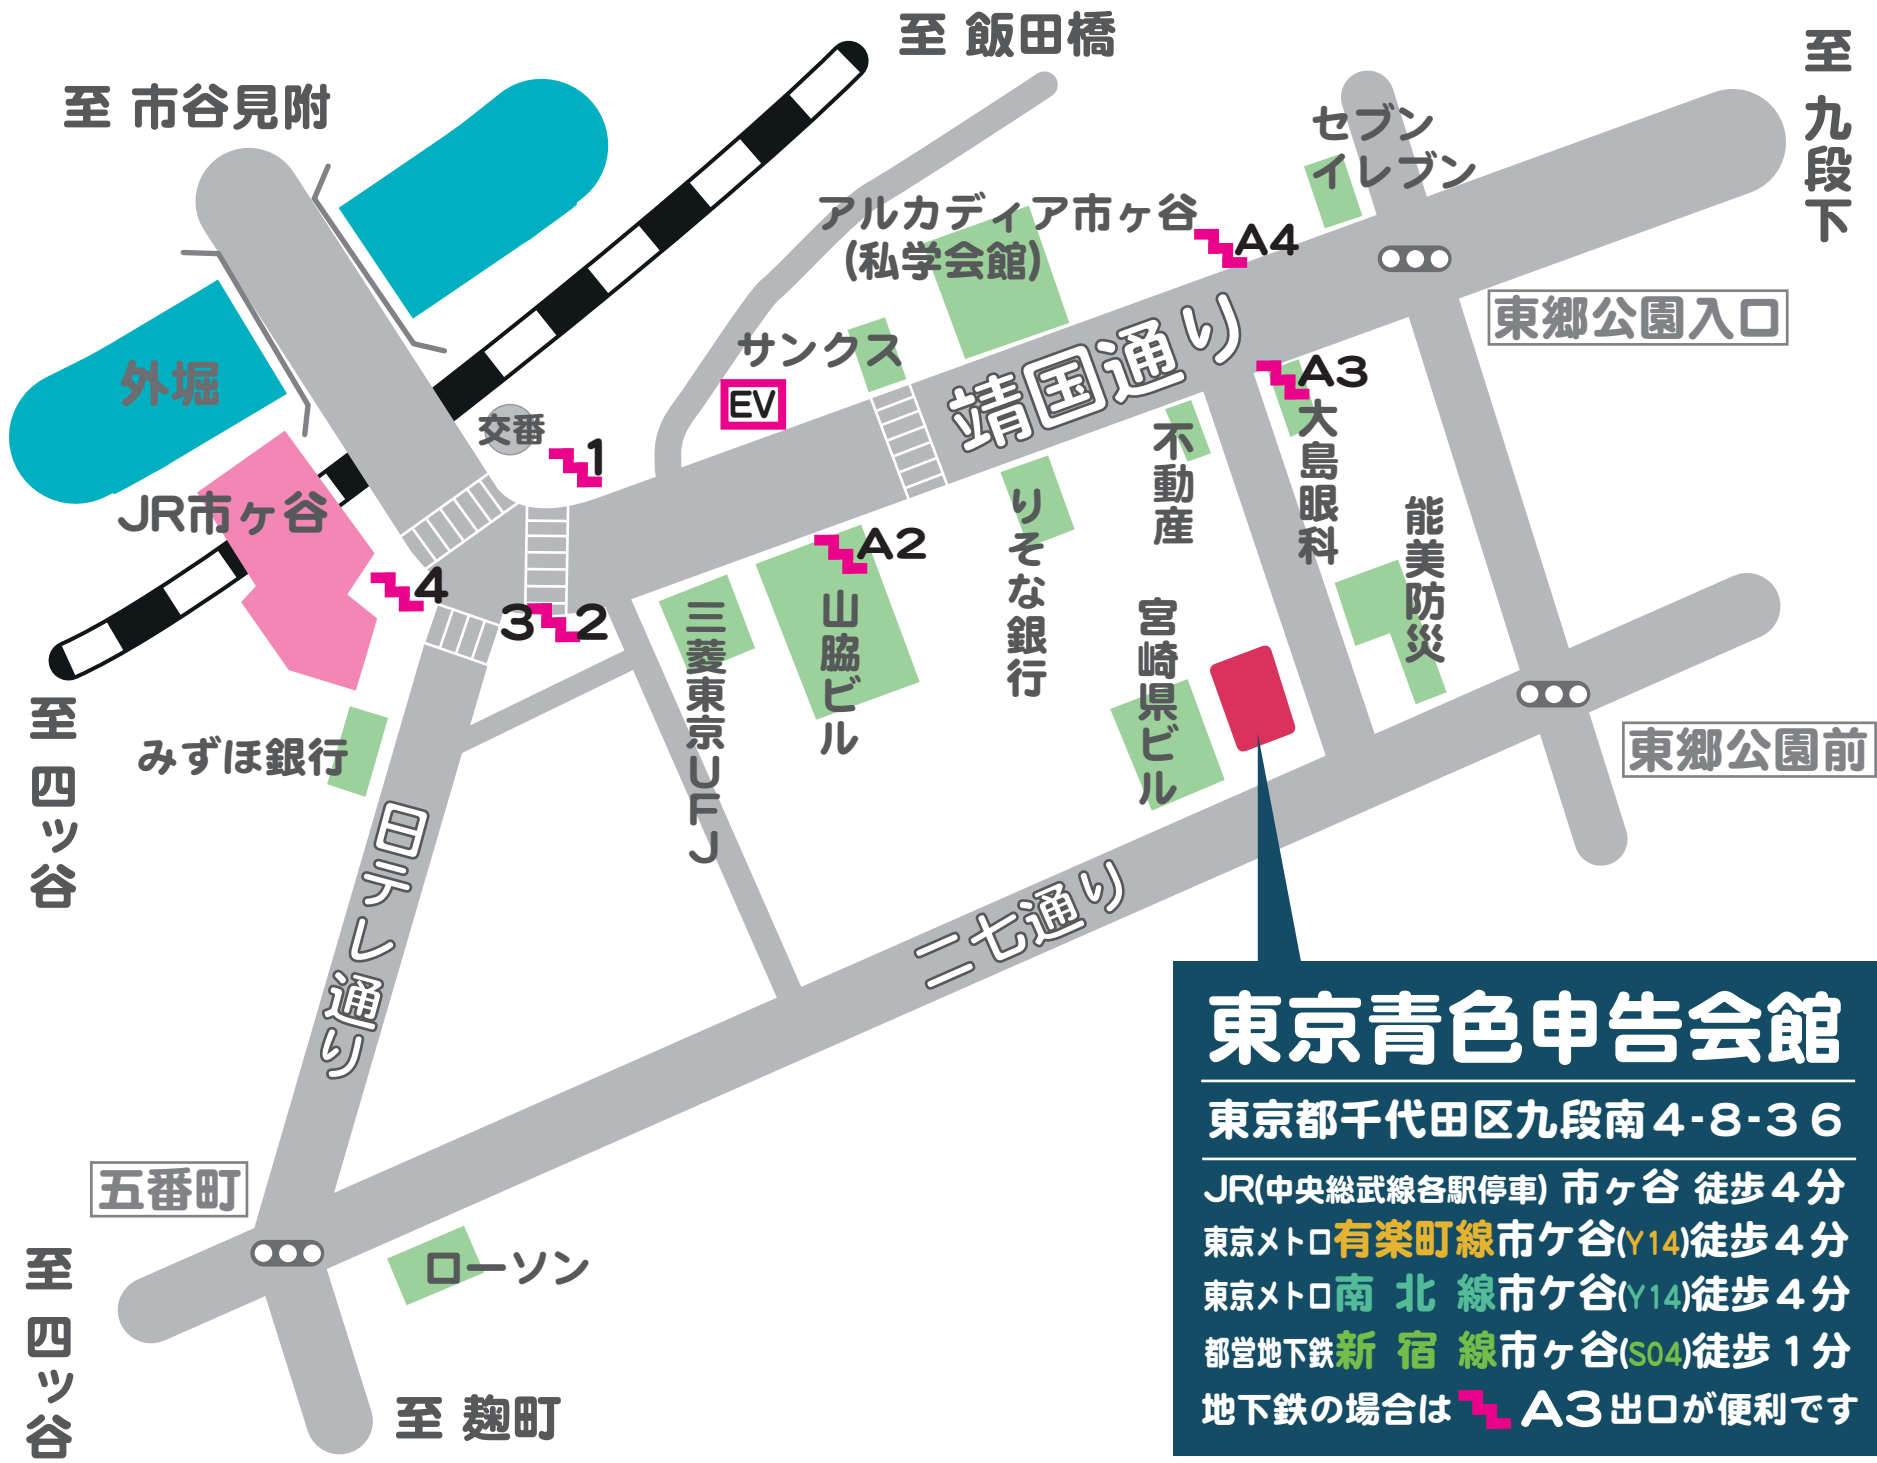 至 飯田橋
至 九段下
至 市谷見附
セブン
イレブン
アルカディア市ヶ谷
(私学会館)
A4
東郷公園入口
靖国通り
サンクス
EV
外堀
交番
1
A3
大島眼科
不動産
りそな銀行
能美防災
JR市ヶ谷
A2
4
3
2
三菱東京UFJ
山脇ビル
宮崎県ビル
至 四ッ谷
みずほ銀行
東郷公園前
日テレ通り
二七通り
東京青色申告会館
東京都千代田区九段南4-8-36
JR(中央総武線各駅停車) 市ヶ谷 徒歩4分
東京メトロ有楽町線市ケ谷(Y14)徒歩4分
東京メトロ南 北 線市ケ谷(Y14)徒歩4分
都営地下鉄新 宿 線市ヶ谷(S04)徒歩1分
地下鉄の場合は A3出口が便利です
五番町
至 四ッ谷
ローソン
至 麹町